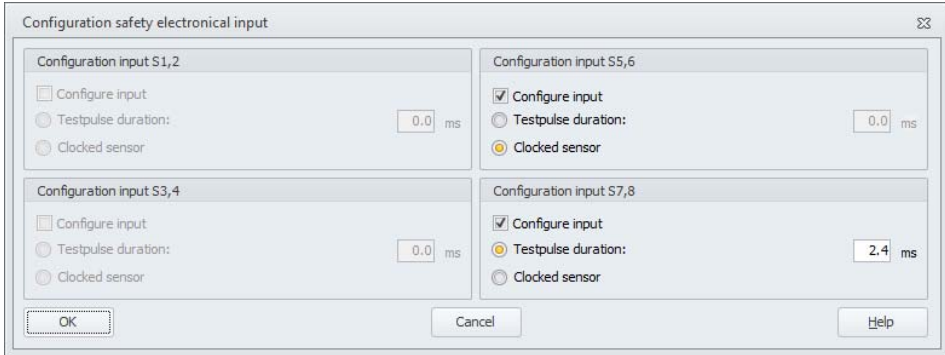 Configuration safety electronical input
Configuration input S1,2
Configure input
Testpulse duration: 0.0 ms
Clocked sensor
Configuration input S5,6
Configure input
Testpulse duration: 0.0 ms
Clocked sensor
Configuration input S3,4
Configure input
Testpulse duration: 0.0 ms
Clocked sensor
Configuration input S7,8
Configure input
Testpulse duration: 2.4 ms
Clocked sensor
OK Cancel Help